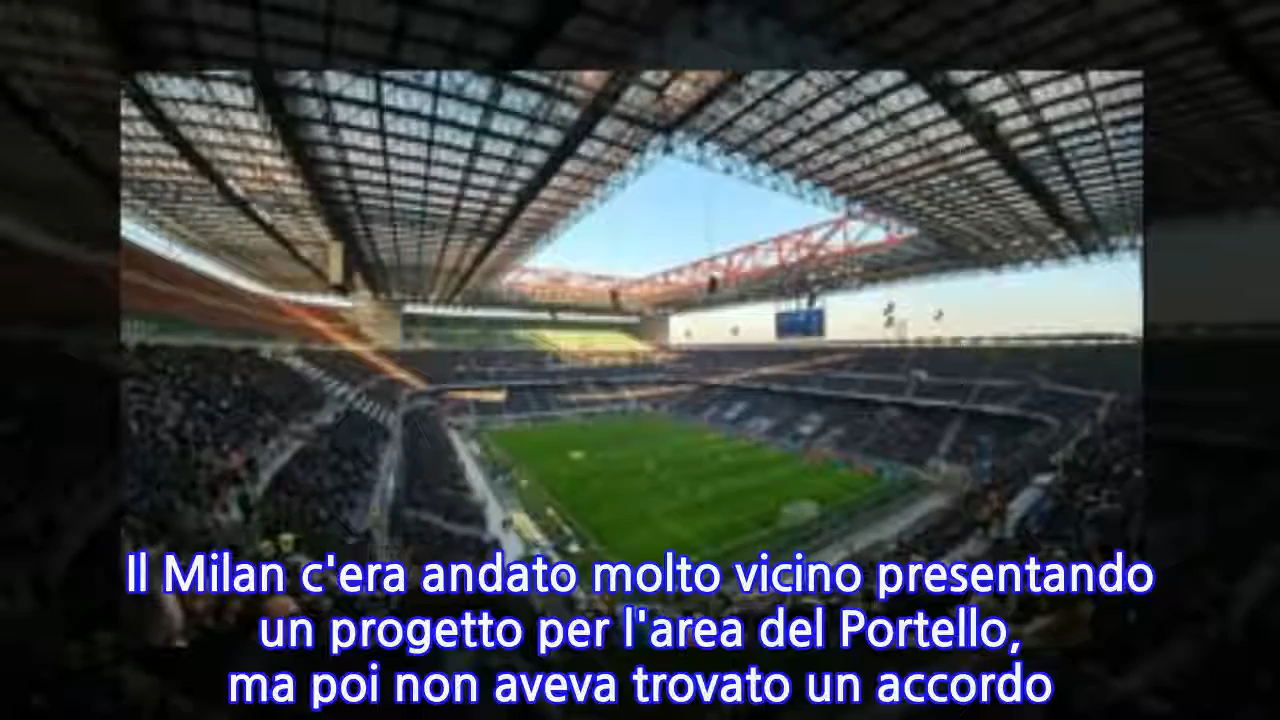 Il Milan c'era andato molto vicino presentando
un progetto per l'area del Portello,
ma poi non aveva trovato un accordo